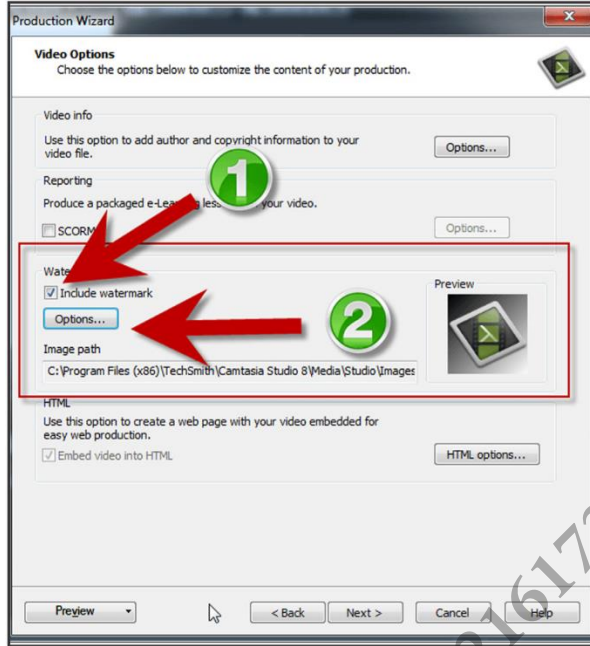 Production Wizard
Video Options
Choose the options below to customize the content of your production.
Video info
Use this option to add author and copyright information to your
video file.
Options...
Reporting
Produce a packaged e-Learning your video.
SCORM
Options...
1
Include watermark
Preview
Options...
2
Image path
C:\Program Files (x86)\TechSmith\Camtasia Studio 8\Media\Studio\Images
HTML
Use this option to create a web page with your video embedded for
easy web production.
Embed video into HTML
HTML options...
Preview
< Back
Next >
Cancel
Help